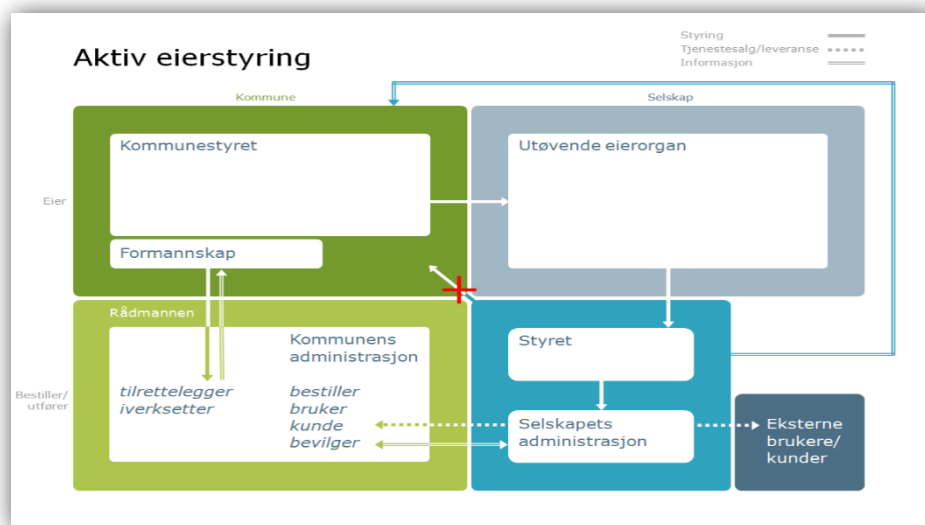 Aktiv eierstyring
Styring
Tjenestesalg/leveranse
Informasjon
Kommune
Selskap
Eier
Kommunestyret
Utøvende eierorgan
Formannskap
Rådmannen
Kommunens
administrasjon
tilrettelegger
iverksetter
bestiller
bruker
kunde
bevilger
Bestiller/
utfører
Styret
Selskapets
administrasjon
Eksterne
brukere/
kunder